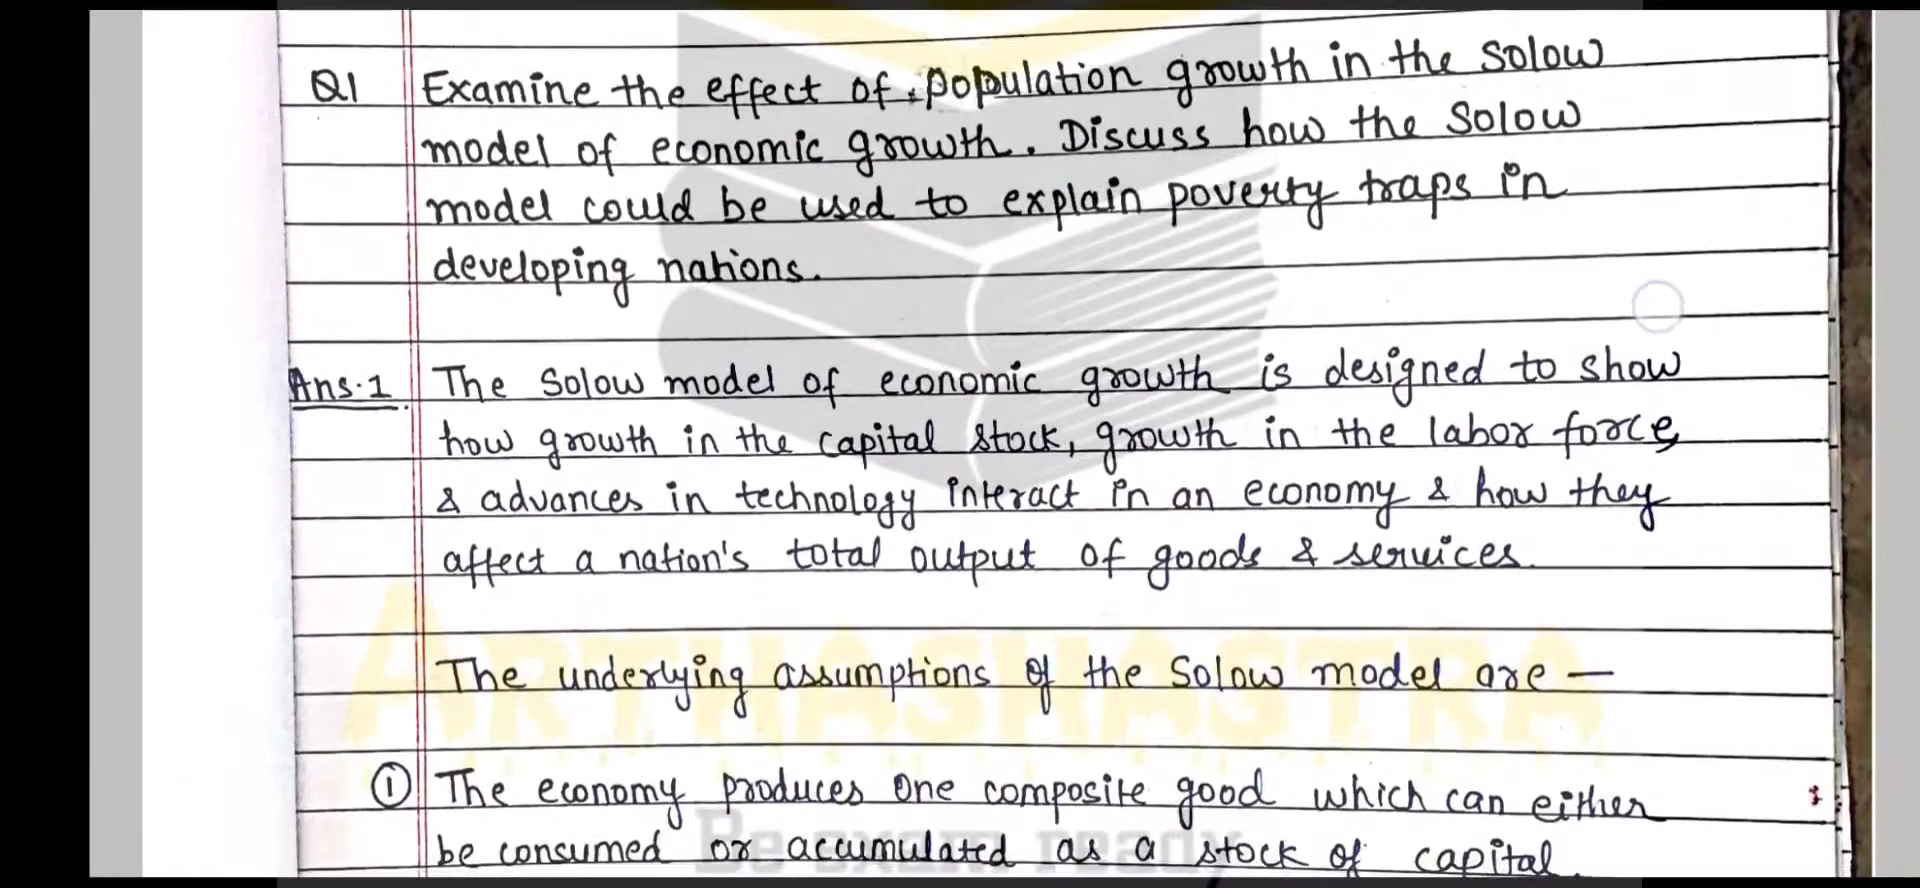 Q1 Examine the effect of population growth in the Solow
model of economic growth. Discuss how the Solow
model could be used to explain poverty traps in
developing nations.
Ans.1 The Solow model of economic growth is designed to show
how growth in the capital stock, growth in the labor force,
& advances in technology interact in an economy & how they
affect a nation's total output of goods & services.
The underlying assumptions of the Solow model are —
ARTHASHASTRA
① The economy produces one composite good which can either
Be exam ready
be consumed or accumulated as a stock of capital.